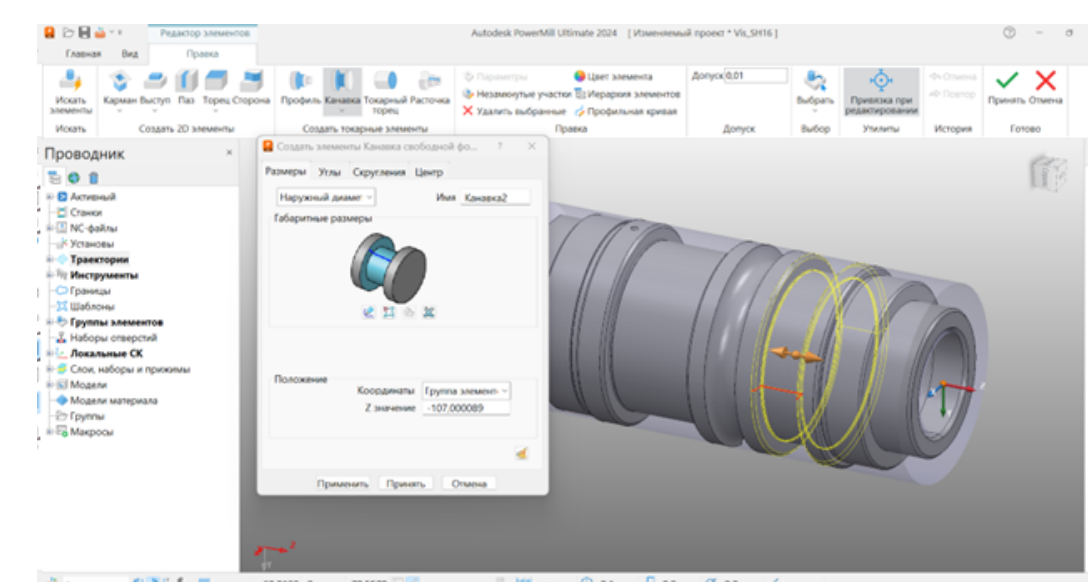 Редактор элементов
Autodesk PowerMill Ultimate 2024 [ Изменяемый проект * Vis_SH16 ]
Главная Вид Правка
Искать элементы
Карман Выступ Паз Торец Сторона
Профиль Канавка Токарный торец Расточка
Параметры
Незамкнутые участки
Удалить выбранные
Цвет элемента
Иерархия элементов
Профильная кривая
Допуск 0,01
Выбрать
Привязка при редактировании
Отмена
Повтор
Принять Отмена
Искать Создать 2D элементы Создать токарные элементы Правка Допуск Выбор Утилиты История Готово
Проводник
Активный
Станки
NC-файлы
Установы
Траектории
Инструменты
Границы
Шаблоны
Группы элементов
Наборы отверстий
Локальные СК
Слои, наборы и прижимы
Модели
Модели материала
Группы
Макросы
Создать элементы Канавка свободной фо...
Размеры Углы Скругления Центр
Наружный диамет Имя Канавка2
Габаритные размеры
Положение
Координаты Группа элемент
Z значение -107,000089
Применить Принять Отмена
Z
Z